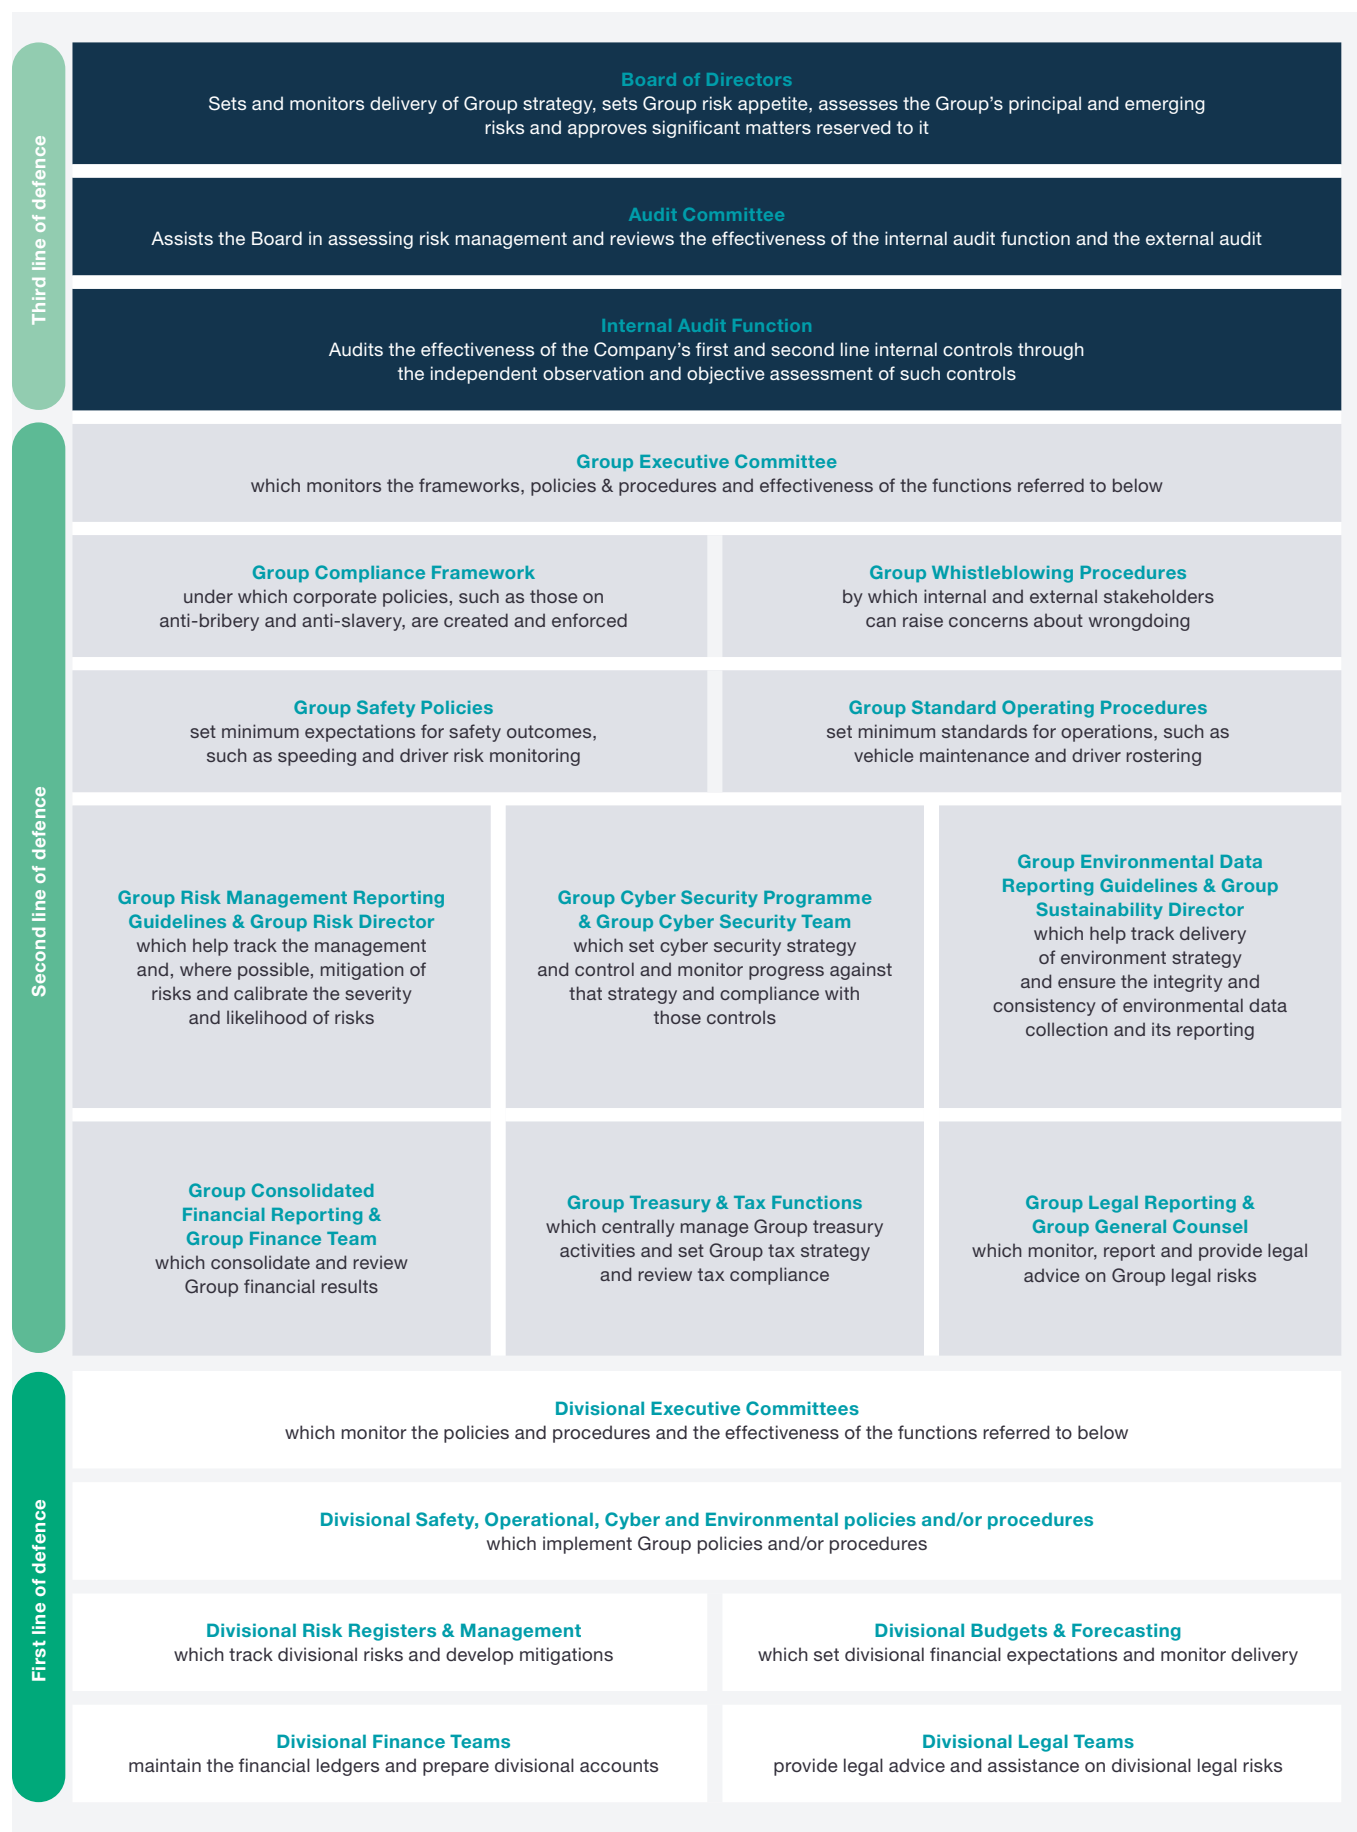 Third line of defence
Board of Directors
Sets and monitors delivery of Group strategy, sets Group risk appetite, assesses the Group’s principal and emerging
risks and approves significant matters reserved to it
Audit Committee
Assists the Board in assessing risk management and reviews the effectiveness of the internal audit function and the external audit
Internal Audit Function
Audits the effectiveness of the Company’s first and second line internal controls through
the independent observation and objective assessment of such controls
Second line of defence
Group Executive Committee
which monitors the frameworks, policies & procedures and effectiveness of the functions referred to below
Group Compliance Framework
under which corporate policies, such as those on
anti-bribery and anti-slavery, are created and enforced
Group Whistleblowing Procedures
by which internal and external stakeholders
can raise concerns about wrongdoing
Group Safety Policies
set minimum expectations for safety outcomes,
such as speeding and driver risk monitoring
Group Standard Operating Procedures
set minimum standards for operations, such as
vehicle maintenance and driver rostering
Group Risk Management Reporting
Guidelines & Group Risk Director
which help track the management
and, where possible, mitigation of
risks and calibrate the severity
and likelihood of risks
Group Cyber Security Programme
& Group Cyber Security Team
which set cyber security strategy
and control and monitor progress against
that strategy and compliance with
those controls
Group Environmental Data
Reporting Guidelines & Group
Sustainability Director
which help track delivery
of environment strategy
and ensure the integrity and
consistency of environmental data
collection and its reporting
Group Consolidated
Financial Reporting &
Group Finance Team
which consolidate and review
Group financial results
Group Treasury & Tax Functions
which centrally manage Group treasury
activities and set Group tax strategy
and review tax compliance
Group Legal Reporting &
Group General Counsel
which monitor, report and provide legal
advice on Group legal risks
First line of defence
Divisional Executive Committees
which monitor the policies and procedures and the effectiveness of the functions referred to below
Divisional Safety, Operational, Cyber and Environmental policies and/or procedures
which implement Group policies and/or procedures
Divisional Risk Registers & Management
which track divisional risks and develop mitigations
Divisional Budgets & Forecasting
which set divisional financial expectations and monitor delivery
Divisional Finance Teams
maintain the financial ledgers and prepare divisional accounts
Divisional Legal Teams
provide legal advice and assistance on divisional legal risks